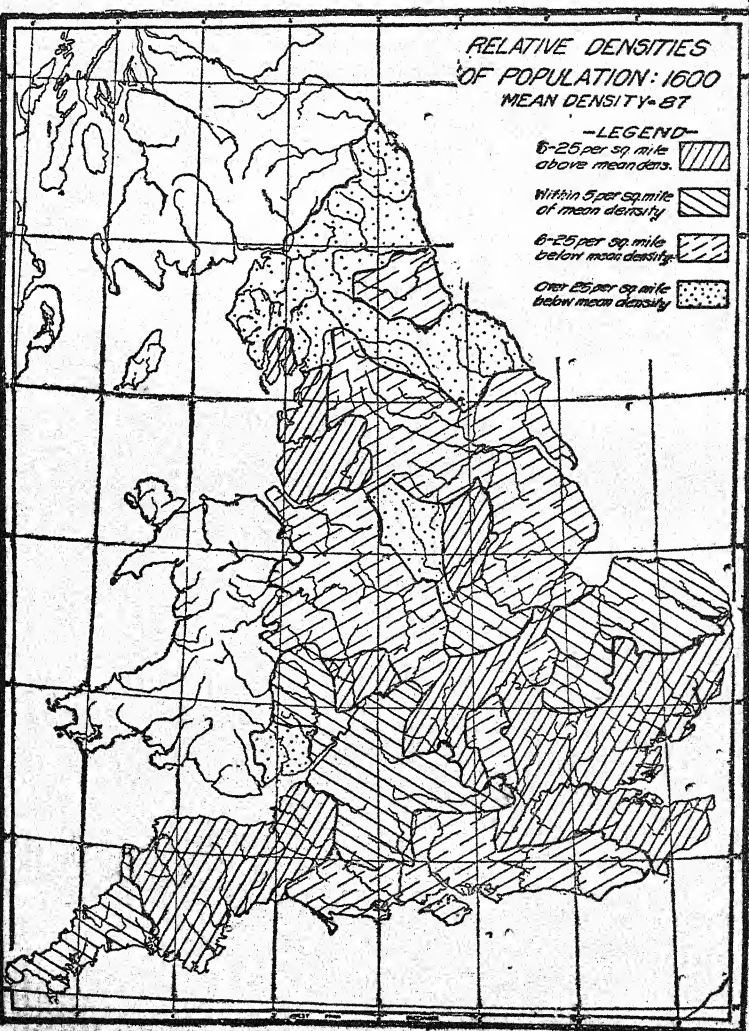 RELATIVE DENSITIES
OF POPULATION: 1600
MEAN DENSITY=87
-LEGEND-
6-25 per sq. mile
above mean dens.
Within 5 per sq. mile
of mean density
6-25 per sq. mile
below mean density.
Over 25 per sq. mile
below mean density